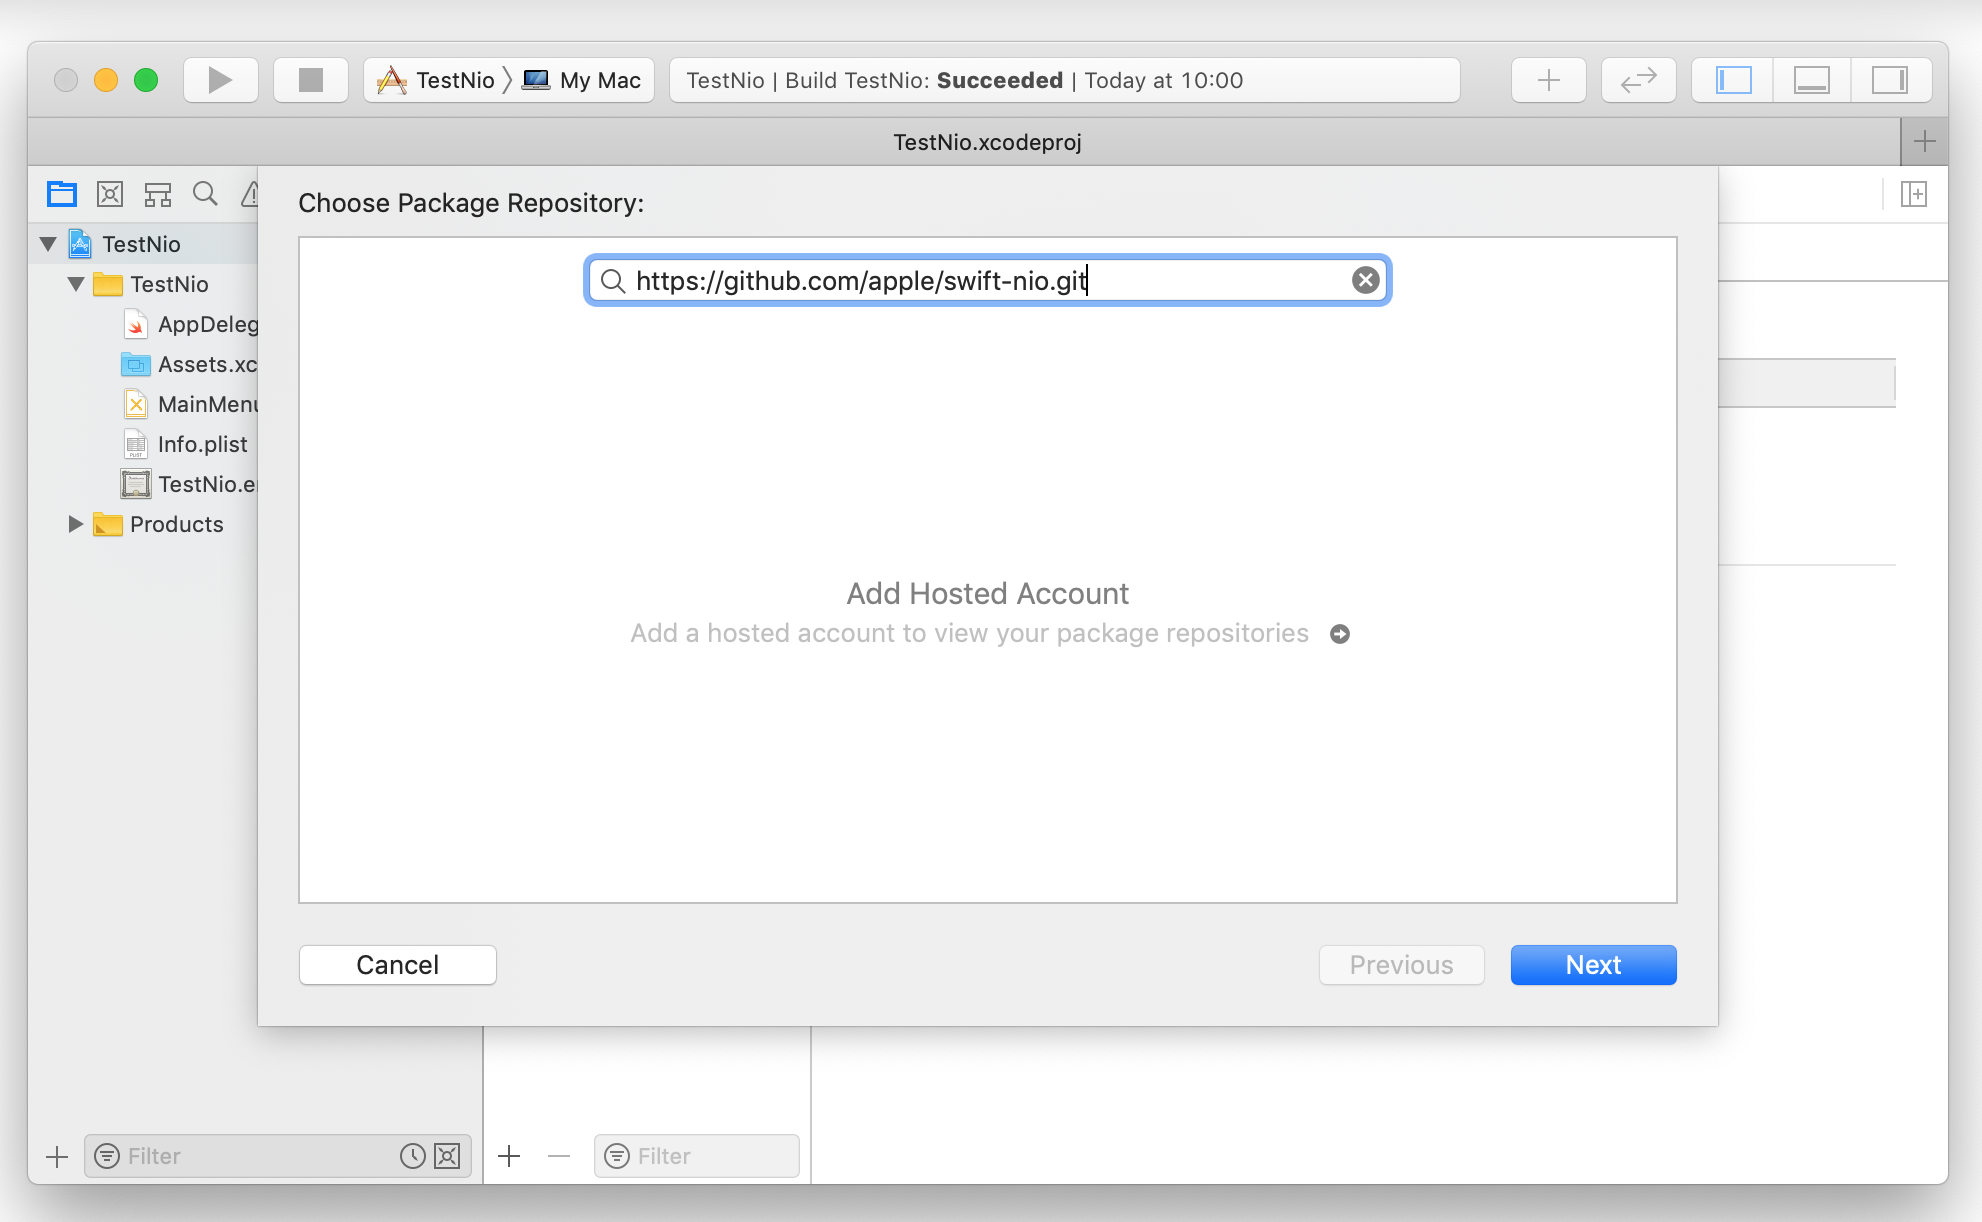 TestNio
My Mac
TestNio | Build TestNio: Succeeded | Today at 10:00
TestNio.xcodeproj
Choose Package Repository:
TestNio
https://github.com/apple/swift-nio.git
TestNio
AppDeleg
Assets.xc
MainMenu
Info.plist
TestNio.e
Products
Add Hosted Account
Add a hosted account to view your package repositories
Cancel
Previous
Next
Filter
Filter